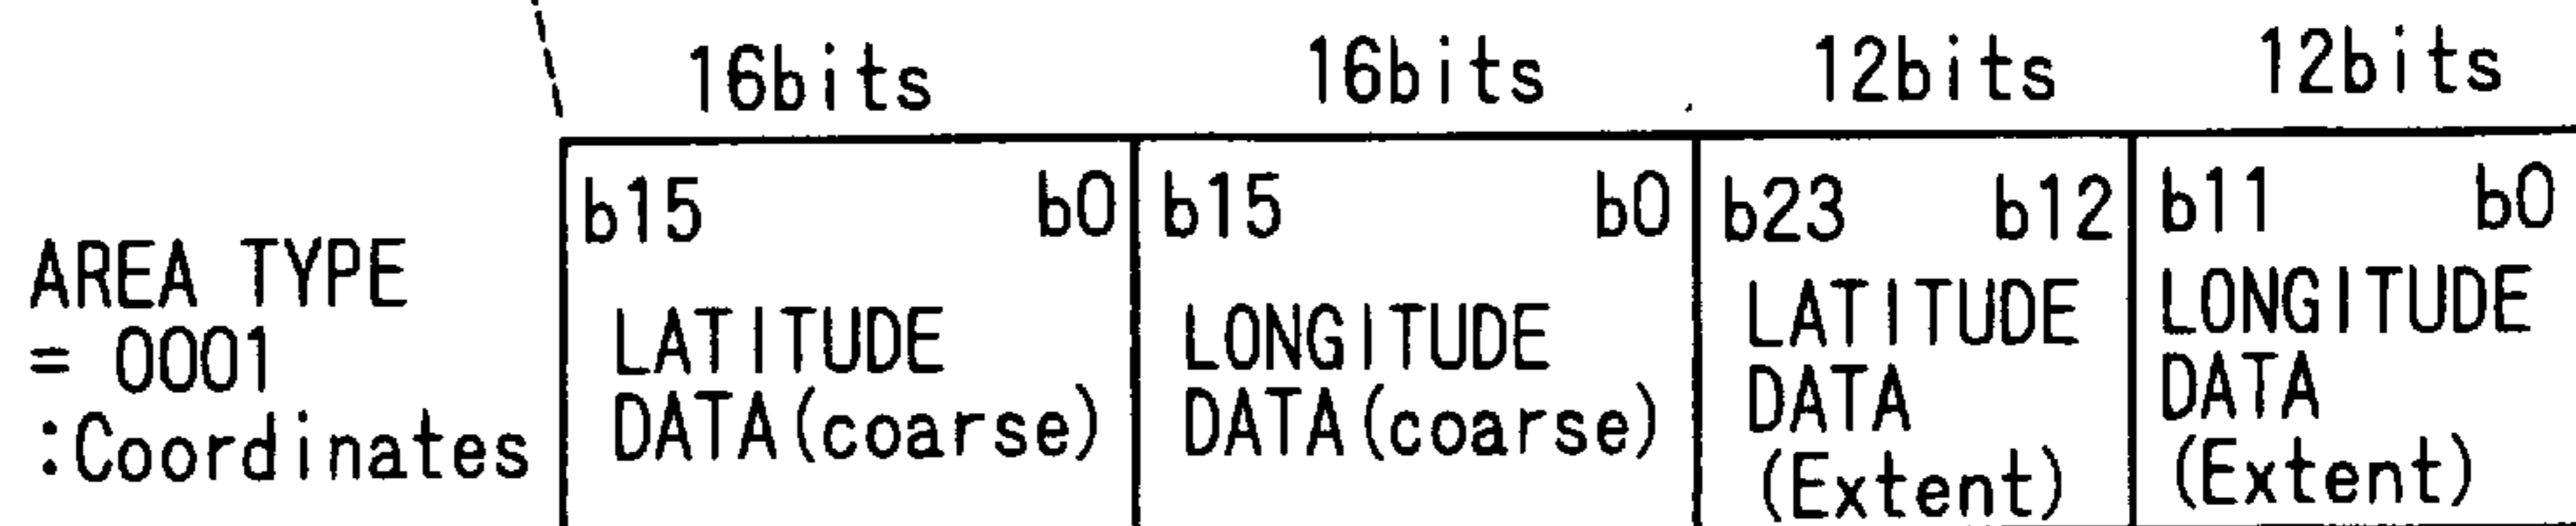 16bits 16bits 12bits 12bits
b15 b0 b15 b0 b23 b12 b11 b0
AREA TYPE
= 0001
:Coordinates
LATITUDE
DATA(coarse)
LONGITUDE
DATA(coarse)
LATITUDE
DATA
(Extent)
LONGITUDE
DATA
(Extent)